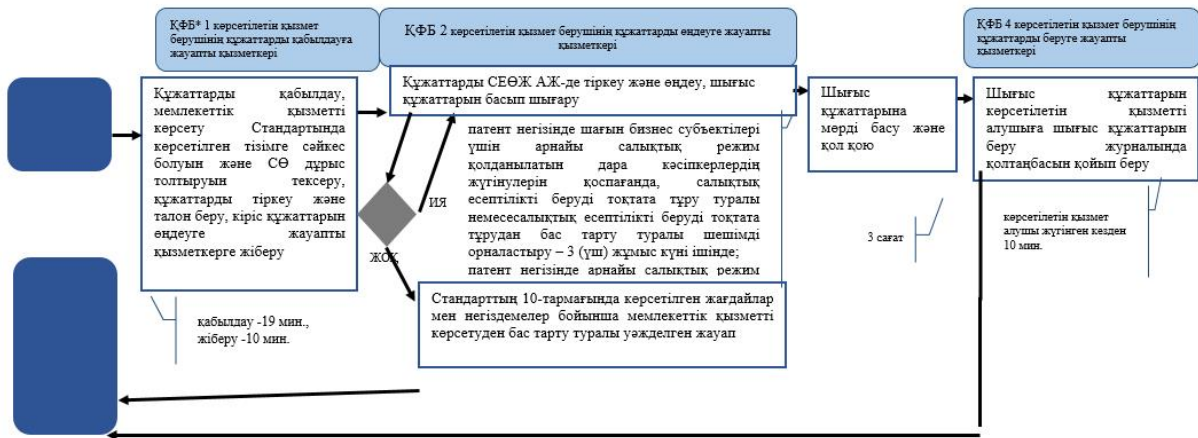 ҚФБ* 1 көрсетілетін қызмет
берушінің құжаттарды қабылдауға
жауапты қызметкері
ҚФБ 2 көрсетілетін қызмет берушінің құжаттарды өңдеуге жауапты
қызметкері
ҚФБ 4 көрсетілетін қызмет берушінің
құжаттарды беруге жауапты
қызметкері
Құжаттарды қабылдау,
мемлекеттік қызметті
көрсету Стандартында
көрсетілген тізімге сәйкес
болуын және СӨ дұрыс
толтыруын тексеру,
құжаттарды тіркеу және
талон беру, кіріс құжаттарын
өңдеуге жауапты
қызметкерге жіберу
қабылдау -19 мин.,
жіберу -10 мин.
Құжаттарды СЕӨЖ АЖ-де тіркеу және өңдеу, шығыс
құжаттарын басып шығару
ИЯ
ЖОҚ
патент негізінде шағын бизнес субъектілері
үшін арнайы салықтық режим
қолданылатын дара кәсіпкерлердің
жүгінулерін қоспағанда, салықтық
есептілікті беруді тоқтата тұру туралы
немесесалықтық есептілікті беруді тоқтата
тұрудан бас тарту туралы шешімді
орналастыру – 3 (үш) жұмыс күні ішінде;
патент негізінде арнайы салықтық режим
Стандарттың 10-тармағында көрсетілген жағдайлар
мен негіздемелер бойынша мемлекеттік қызметті
көрсетуден бас тарту туралы уәжделген жауап
Шығыс
құжаттарына
мөрді басу және
қол қою
3 сағат
Шығыс құжаттарын
көрсетілетін қызметті
алушыға шығыс құжаттарын
беру журналында
қолтаңбасын қойып беру
көрсетілетін қызмет
алушы жүгінген кезден
10 мин.